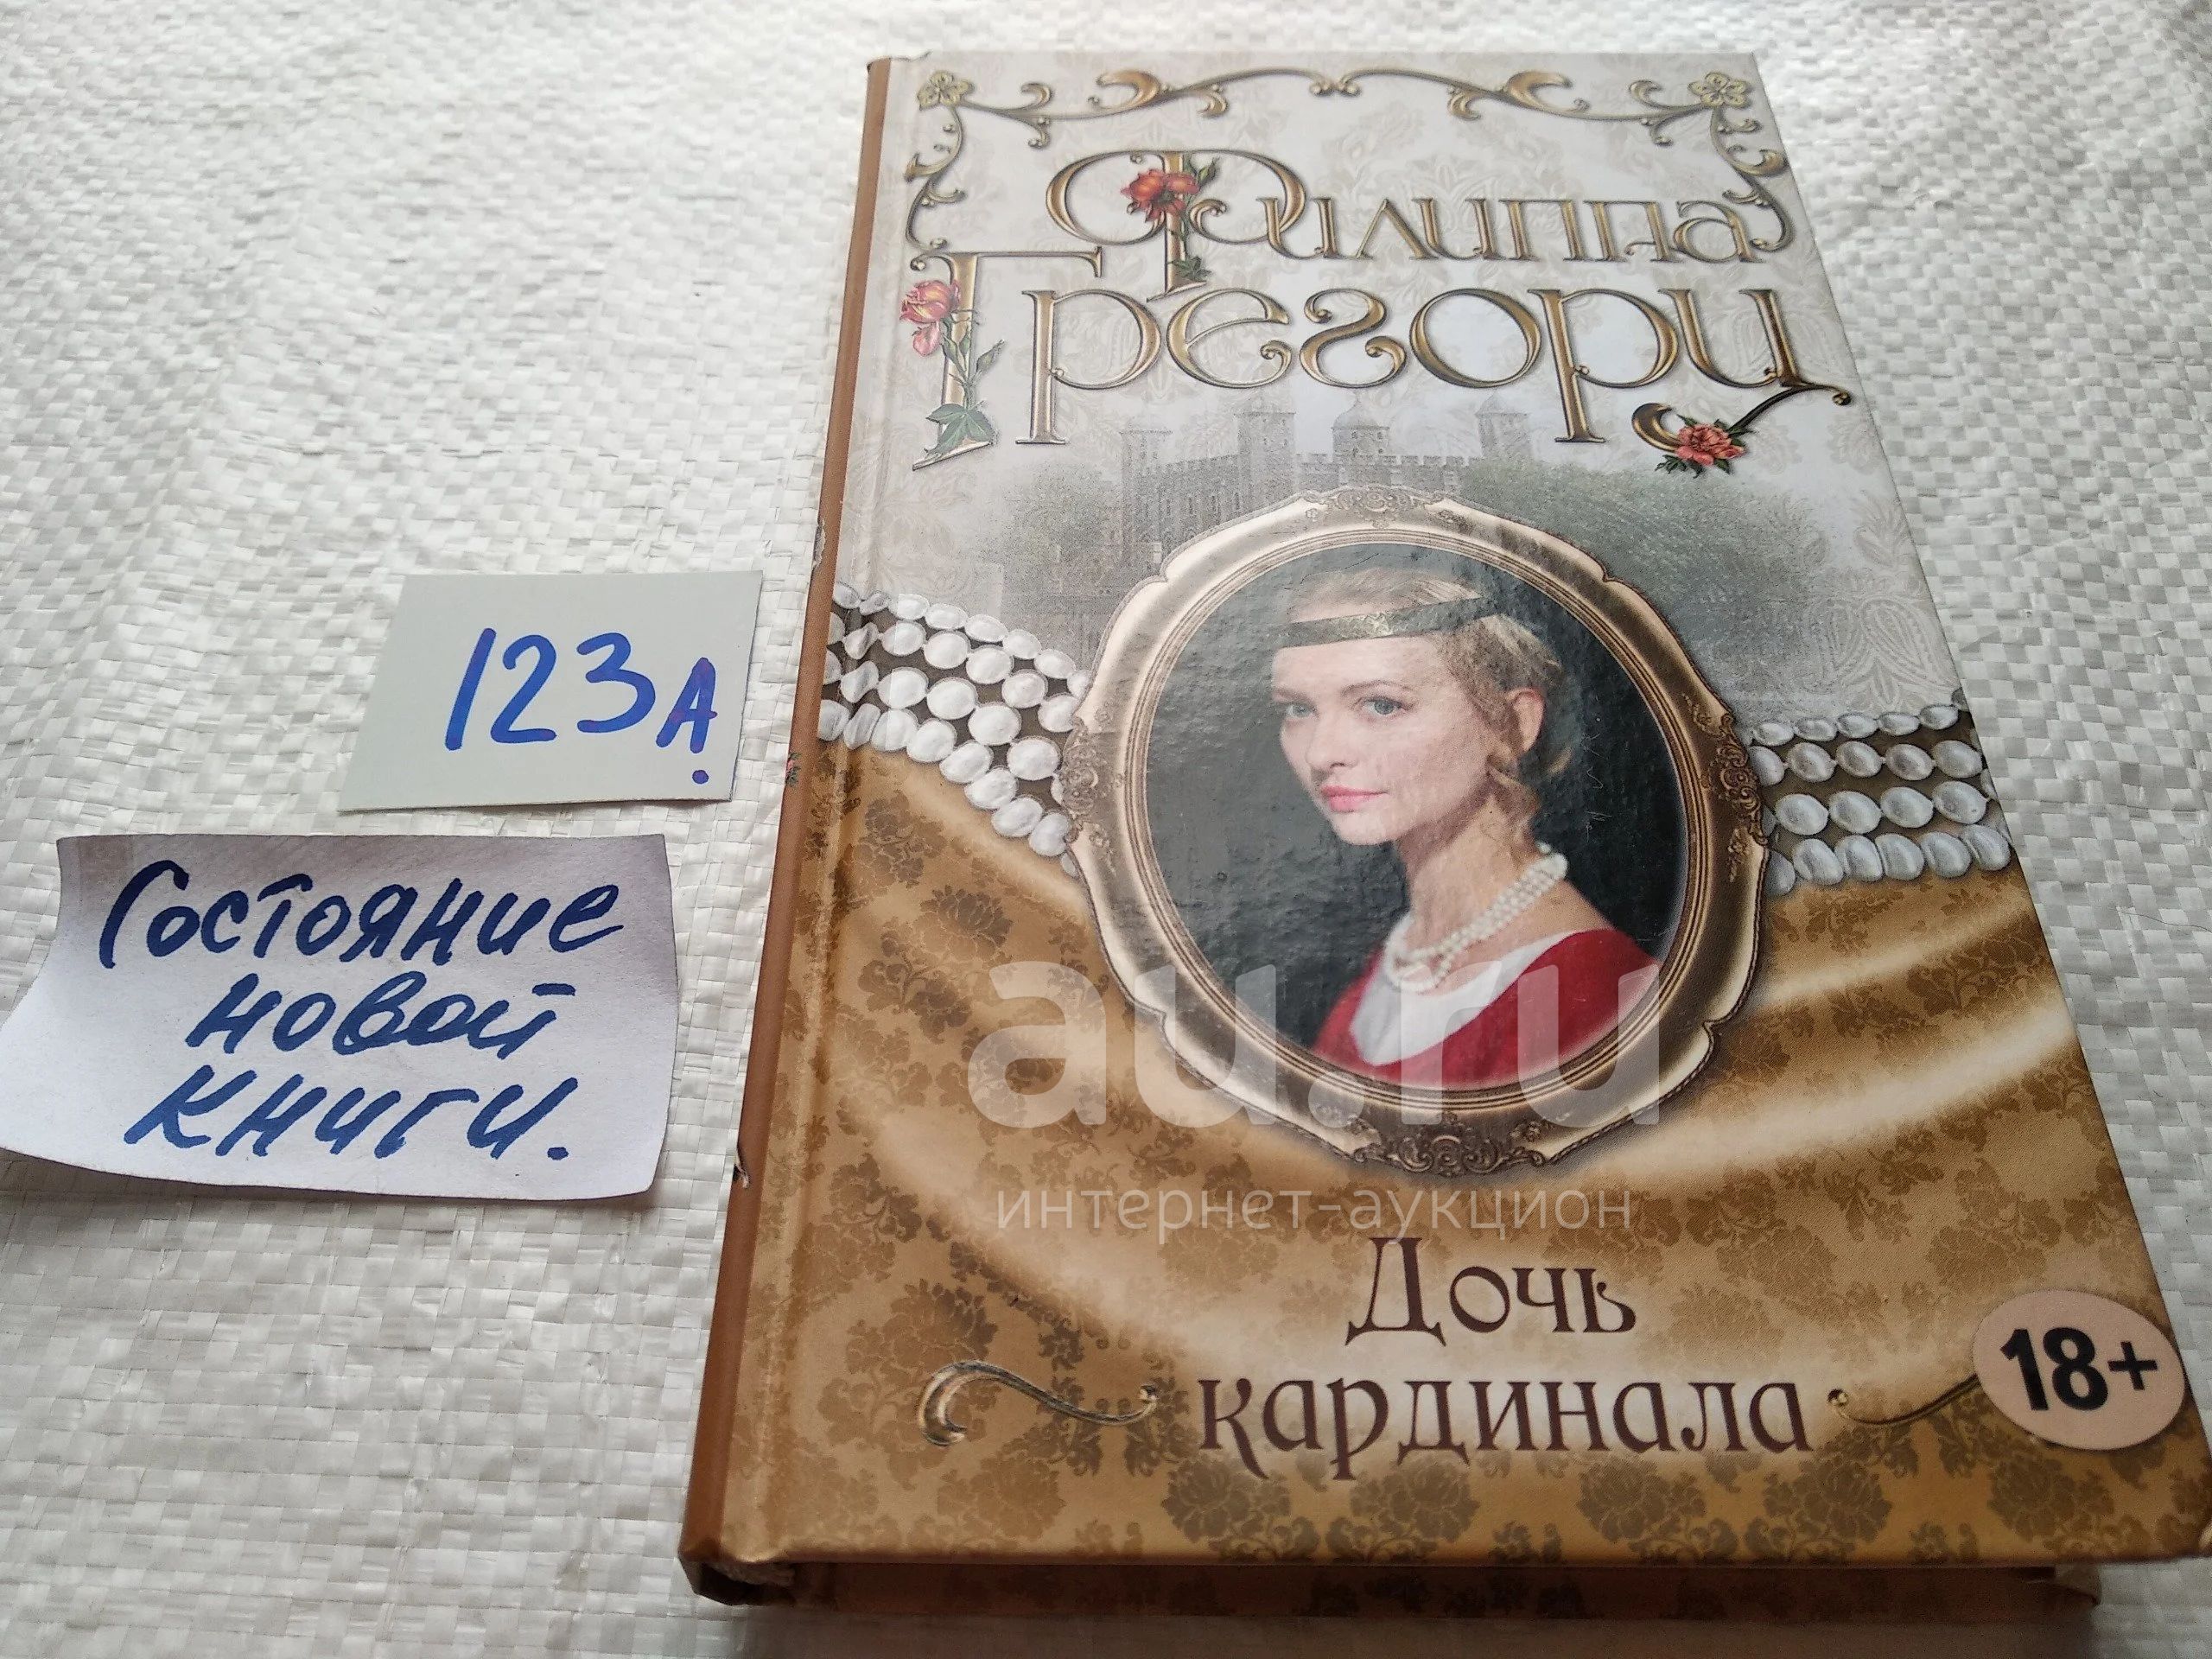 Филиппа
Грегори
123А.
Состояние
новой
книги.
au.ru
интернет-аукцион
Дочь
кардинала
18+